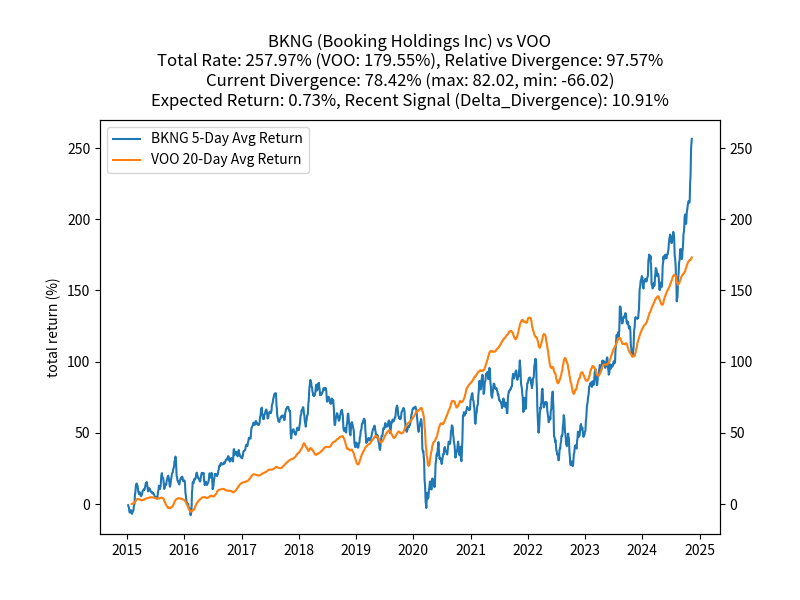 BKNG (Booking Holdings Inc) vs VOO
Total Rate: 257.97% (VOO: 179.55%), Relative Divergence: 97.57%
Current Divergence: 78.42% (max: 82.02, min: -66.02)
Expected Return: 0.73%, Recent Signal (Delta_Divergence): 10.91%
BKNG 5-Day Avg Return
VOO 20-Day Avg Return
total return (%)
250
200
150
100
50
0
250
200
150
100
50
0
2015 2016 2017 2018 2019 2020 2021 2022 2023 2024 2025